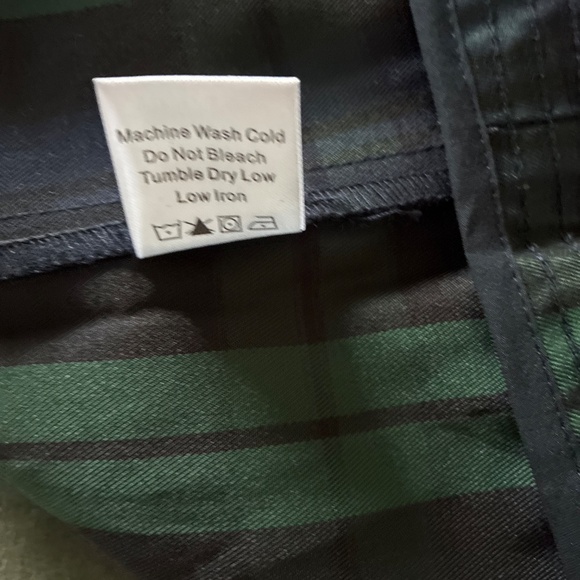 Machine Wash Cold
Do Not Bleach
Tumble Dry Low
Low Iron